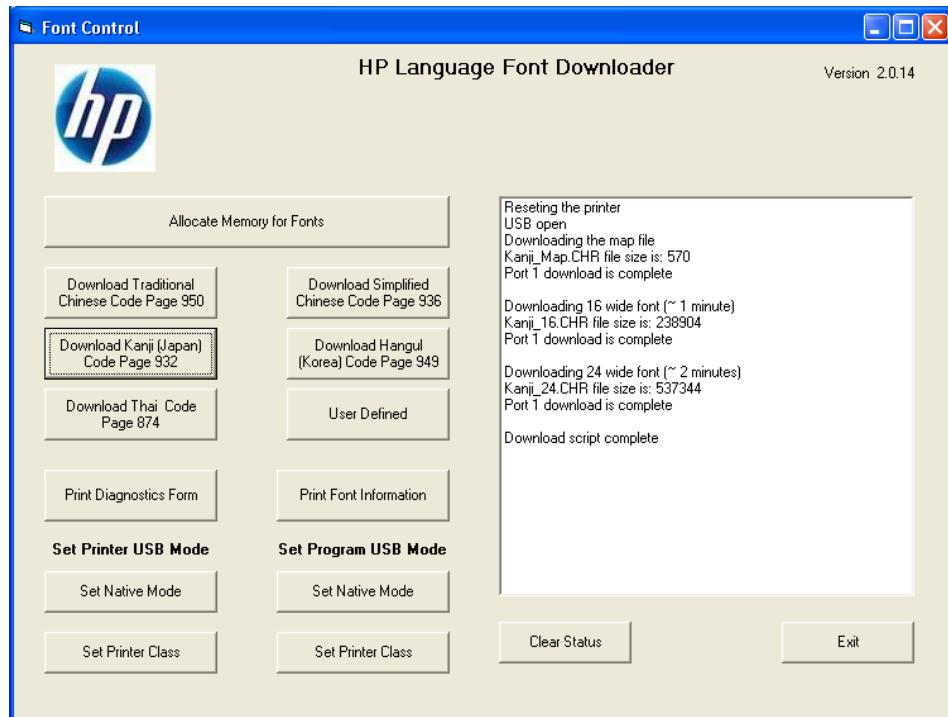 Font Control
HP Language Font Downloader
Version 2.0.14
hp
Allocate Memory for Fonts
Download Traditional
Chinese Code Page 950
Download Simplified
Chinese Code Page 936
Download Kanji (Japan)
Code Page 932
Download Hangul
(Korea) Code Page 949
Download Thai Code
Page 874
User Defined
Print Diagnostics Form
Print Font Information
Set Printer USB Mode
Set Program USB Mode
Set Native Mode
Set Native Mode
Set Printer Class
Set Printer Class
Reseting the printer
USB open
Downloading the map file
Kanji_Map.CHR file size is: 570
Port 1 download is complete
Downloading 16 wide font (~ 1 minute)
Kanji_16.CHR file size is: 238904
Port 1 download is complete
Downloading 24 wide font (~ 2 minutes)
Kanji_24.CHR file size is: 537344
Port 1 download is complete
Download script complete
Clear Status
Exit